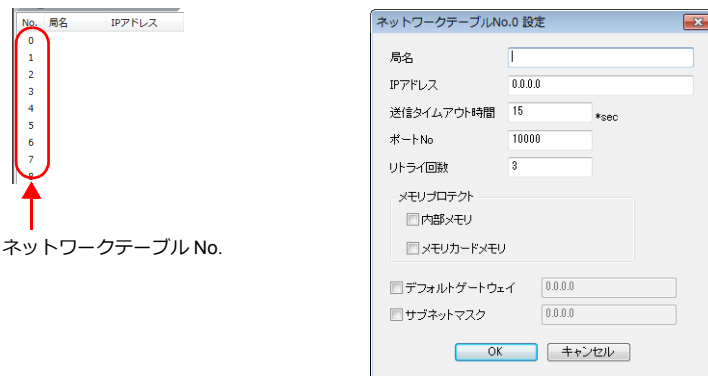 No. 局名 IPアドレス
0
1
2
3
4
5
6
7
8
ネットワークテーブル No.
ネットワークテーブルNo.0 設定
局名
IPアドレス 0.0.0.0
送信タイムアウト時間 15 *sec
ポートNo 10000
リトライ回数 3
メモリプロテクト
内部メモリ
メモリカードメモリ
デフォルトゲートウェイ 0.0.0.0
サブネットマスク 0.0.0.0
OK キャンセル